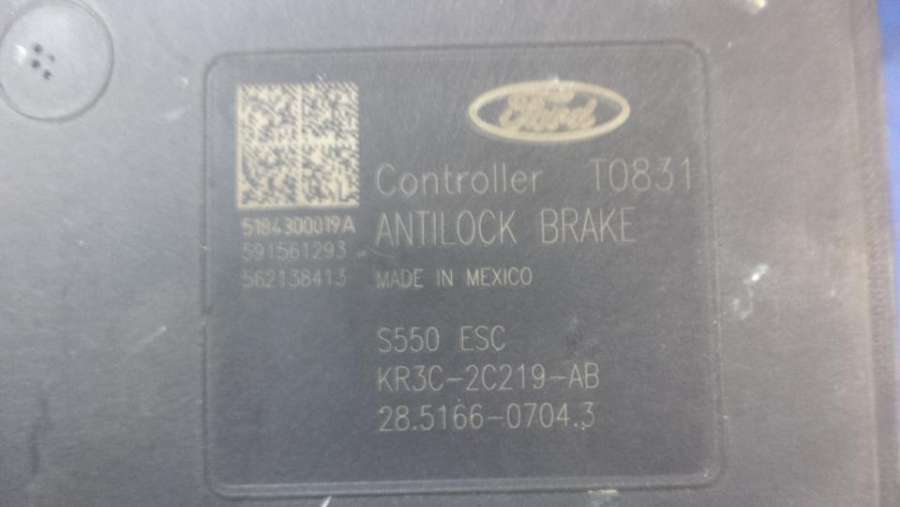 Ford
Controller T0831
5184300019A
ANTILOCK BRAKE
591561293
562138413
MADE IN MEXICO
S550 ESC
KR3C-2C219-AB
28.5166-0704.3